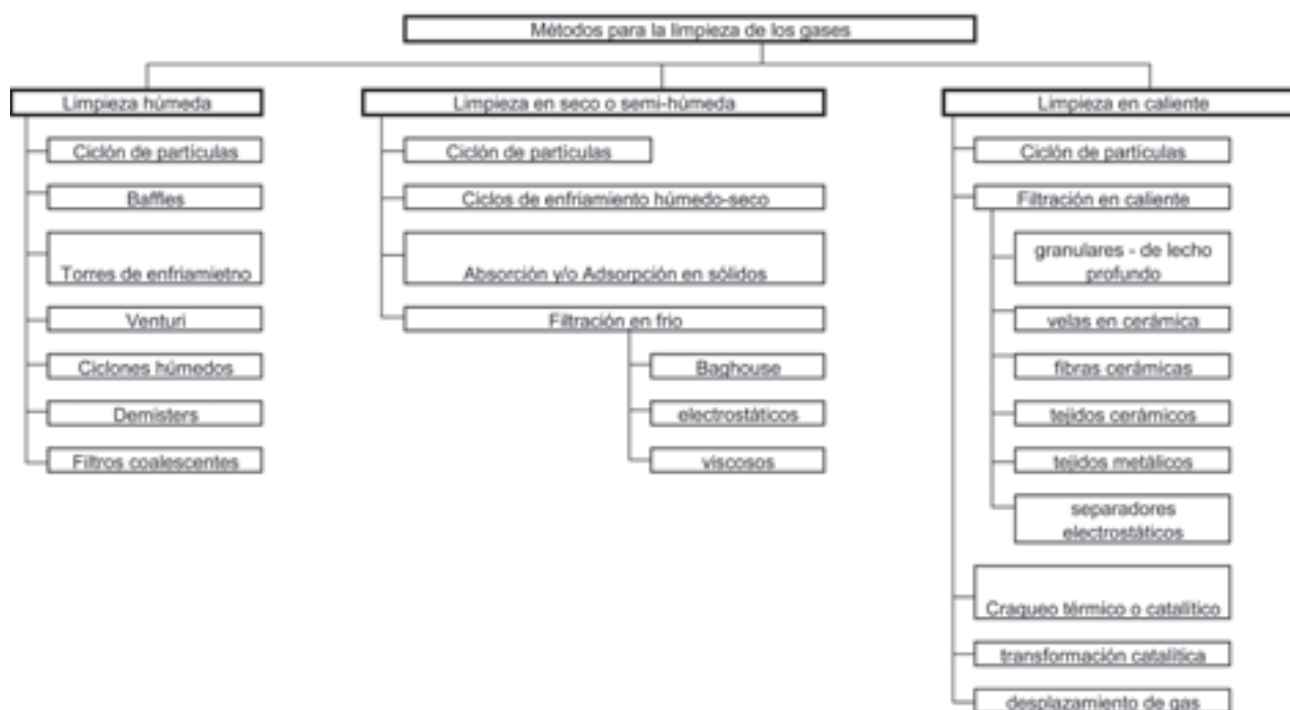 Métodos para la limpieza de los gases
Limpieza húmeda
Ciclón de partículas
Baffles
Torres de enfriamietno
Venturi
Ciclones húmedos
Demisters
Filtros coalescentes
Limpieza en seco o semi-húmeda
Ciclón de partículas
Ciclos de enfriamiento húmedo-seco
Absorción y/o Adsorpción en sólidos
Filtración en frio
Baghouse
electrostáticos
viscosos
Limpieza en caliente
Ciclón de partículas
Filtración en caliente
granulares - de lecho
profundo
velas en cerámica
fibras cerámicas
tejidos cerámicos
tejidos metálicos
separadores
electrostáticos
Craqueo térmico o catalítico
transformación catalítica
desplazamiento de gas